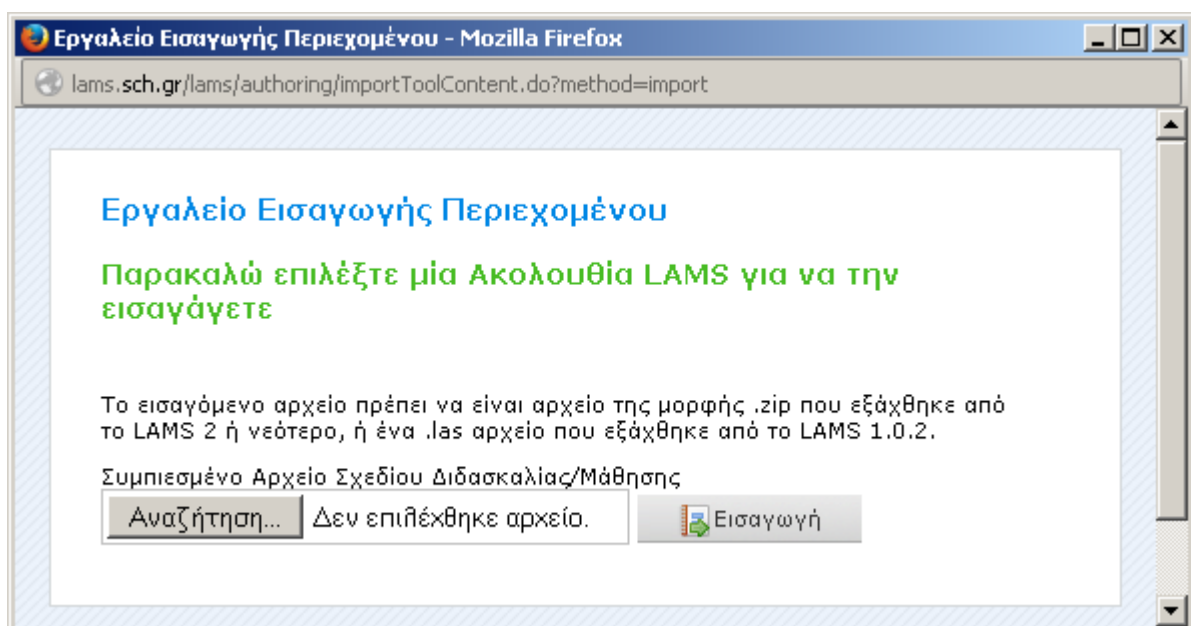 Εργαλείο Εισαγωγής Περιεχομένου - Mozilla Firefox
lams.sch.gr/lams/authoring/importToolContent.do?method=import
Εργαλείο Εισαγωγής Περιεχομένου
Παρακαλώ επιλέξτε μία Ακολουθία LAMS για να την
εισαγάγετε
Το εισαγόμενο αρχείο πρέπει να είναι αρχείο της μορφής .zip που εξάχθηκε από
το LAMS 2 ή νεότερο, ή ένα .las αρχείο που εξάχθηκε από το LAMS 1.0.2.
Συμπιεσμένο Αρχείο Σχεδίου Διδασκαλίας/Μάθησης
Αναζήτηση... Δεν επιλέχθηκε αρχείο. Εισαγωγή